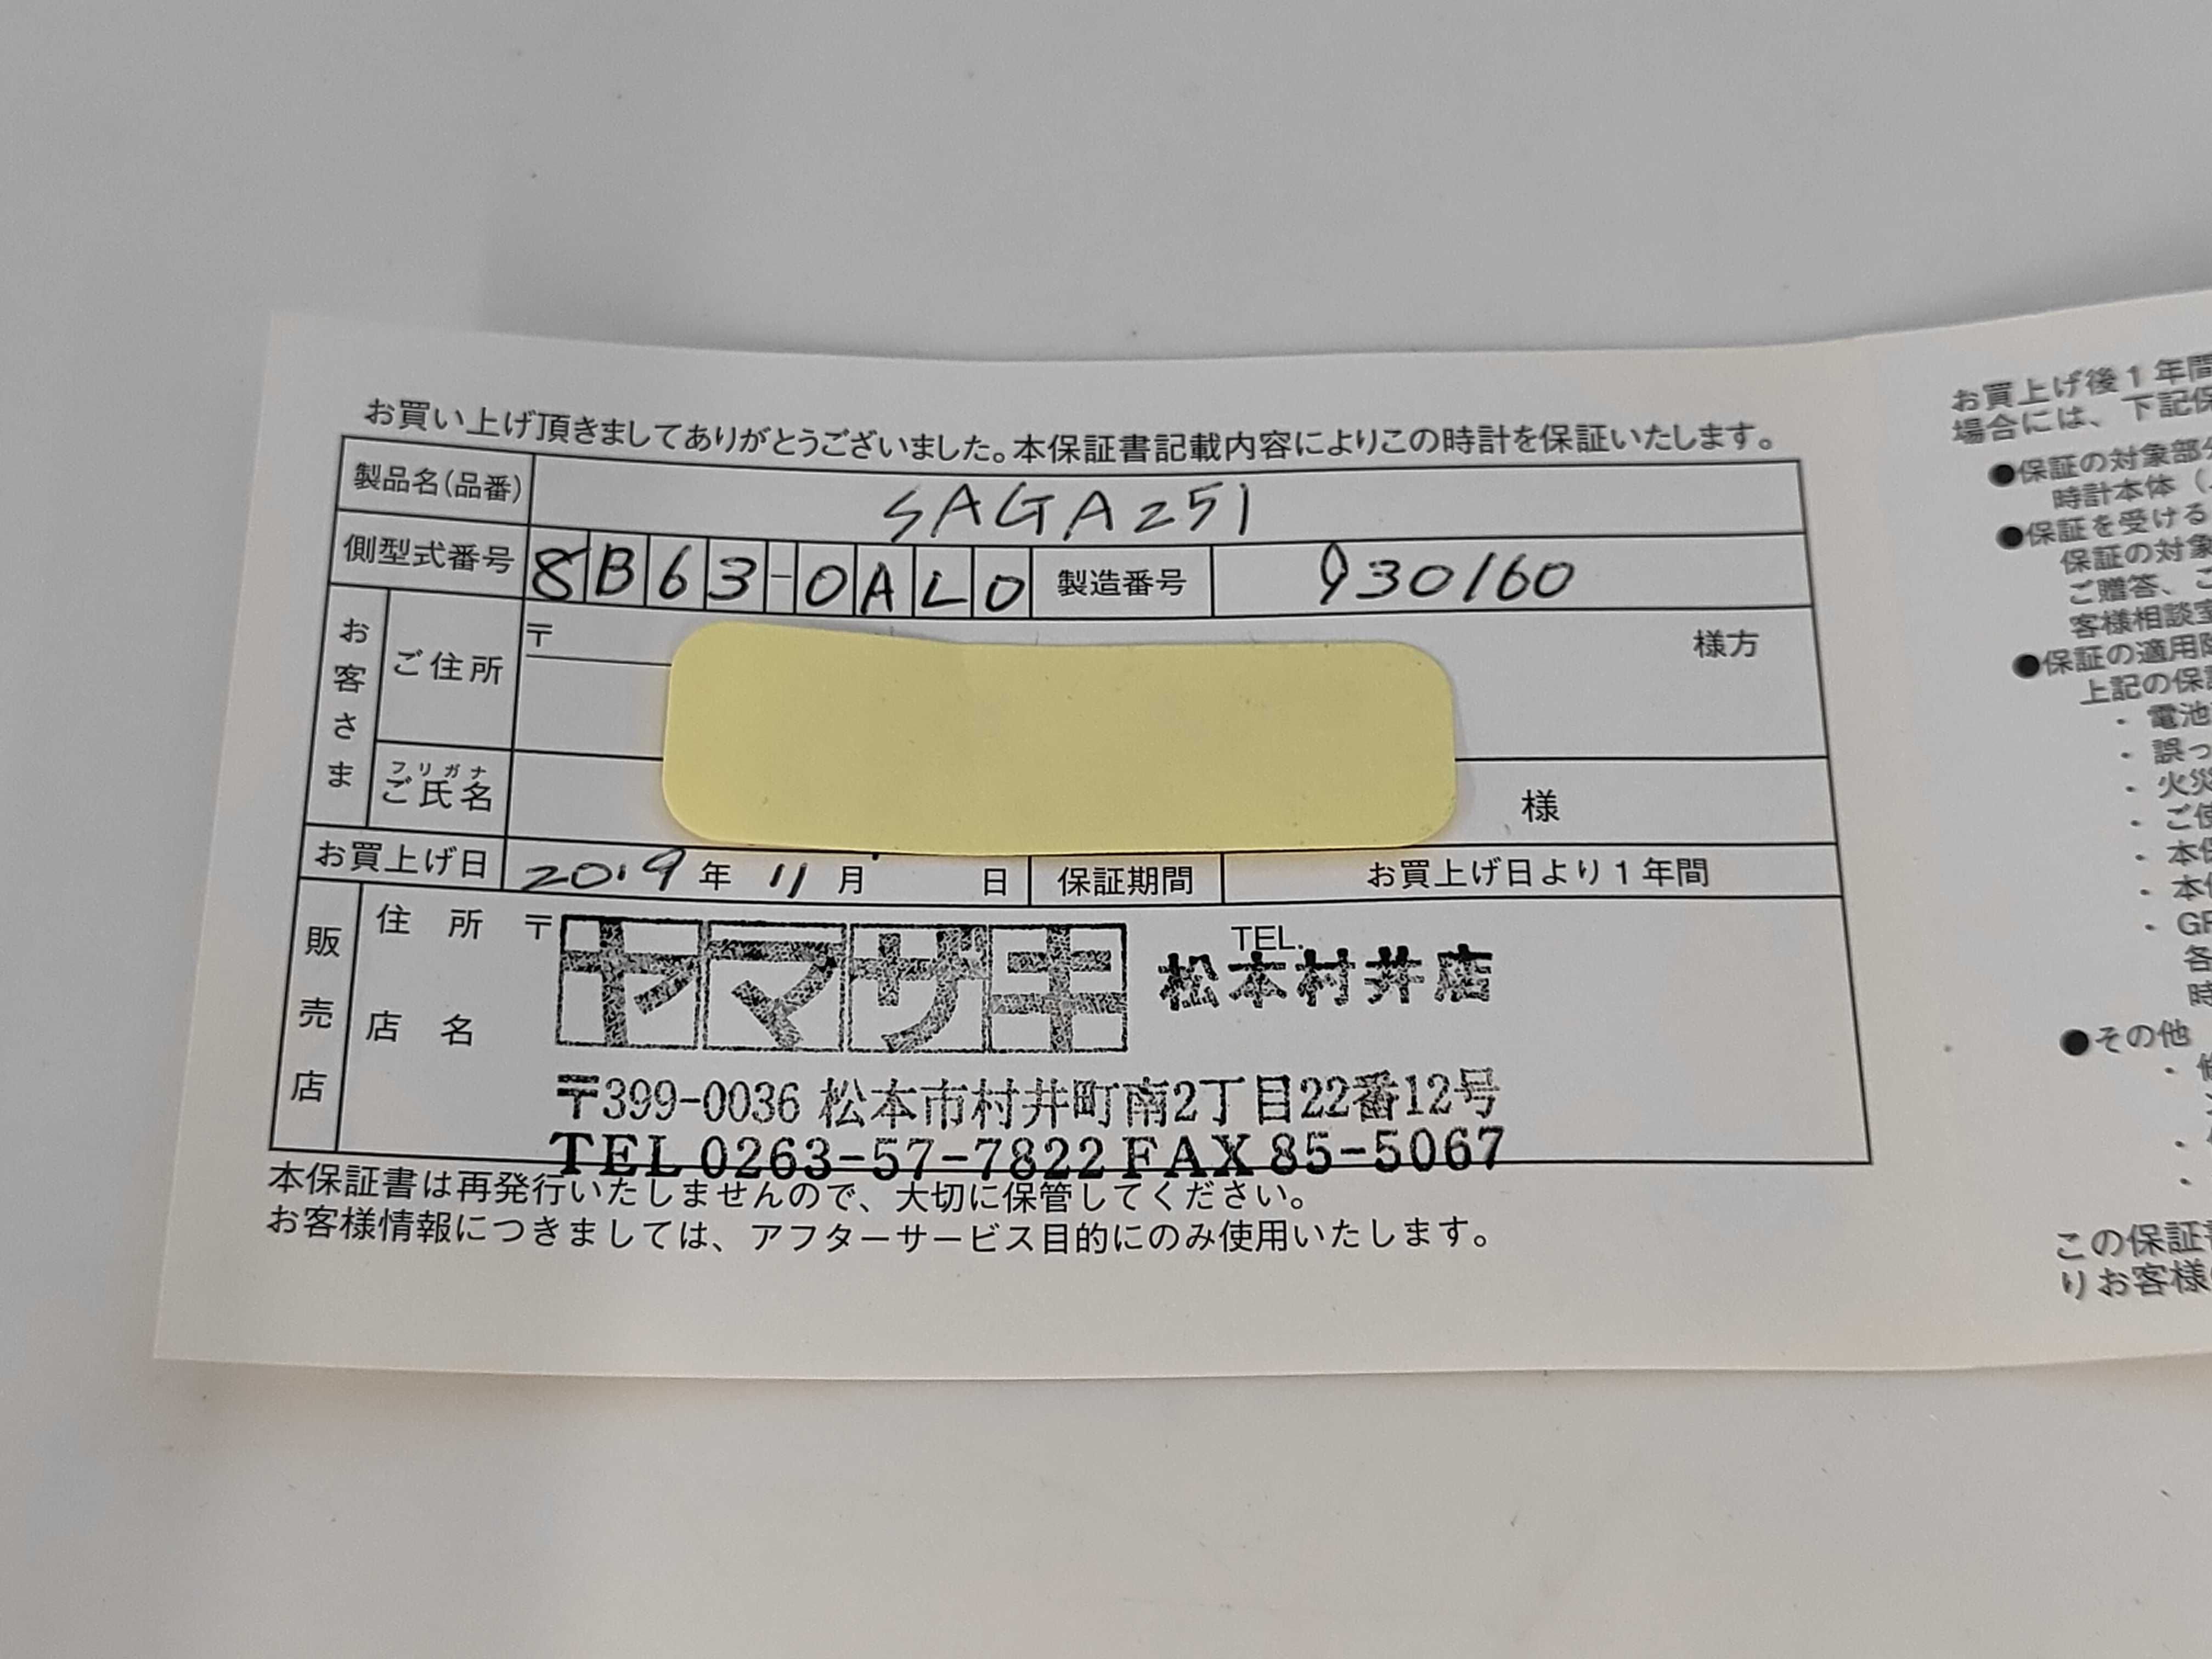 お買い上げ頂きましてありがとうございました。本保証書記載内容によりこの時計を保証いたします。
製品名(品番) SAGA251
側型式番号 8B63-0AL0 製造番号 930160
お客さま
ご住所 〒 様方
フリガナ
ご氏名 様
お買上げ日 2019年 11月 日 保証期間 お買上げ日より1年間
販売店
住所 〒 TEL.
店名
ヤマザキ 松本村井店
〒399-0036 松本市村井町南2丁目22番12号
TEL 0263-57-7822 FAX 85-5067
本保証書は再発行いたしませんので、大切に保管してください。
お客様情報につきましては、アフターサービス目的にのみ使用いたします。
お買上げ後1年間
場合には、下記保
●保証の対象部分
時計本体(
●保証を受ける
保証の対象
ご贈答、ご
客様相談室
●保証の適用除
上記の保証
・電池
・誤っ
・火災
・ご使
・本保
・本
・GP
各
時
●その他
・修
この保証書
りお客様の